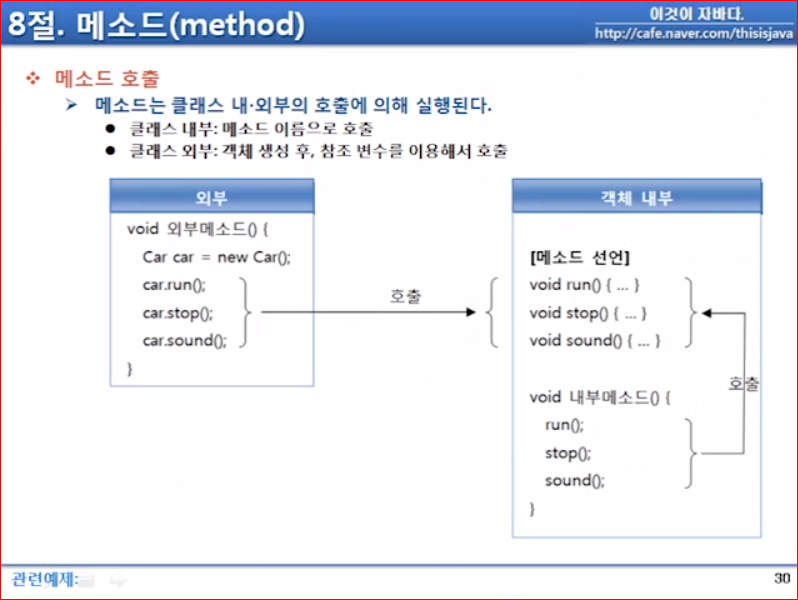 8절. 메소드(method)
이것이 자바다.
http://cafe.naver.com/thisisjava
메소드 호출
메소드는 클래스 내·외부의 호출에 의해 실행된다.
클래스 내부: 메소드 이름으로 호출
클래스 외부: 객체 생성 후, 참조 변수를 이용해서 호출
외부
void 외부메소드() {
Car car = new Car();
car.run();
car.stop();
car.sound();
}
호출
객체 내부
[메소드 선언]
void run() { ... }
void stop() { ... }
void sound() { ... }
호출
void 내부메소드() {
run();
stop();
sound();
}
관련예제:
30